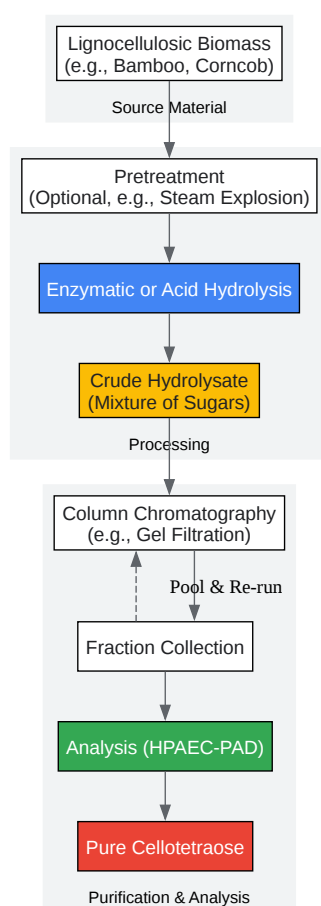 Lignocellulosic Biomass
(e.g., Bamboo, Corncob)
Source Material
Pretreatment
(Optional, e.g., Steam Explosion)
Enzymatic or Acid Hydrolysis
Crude Hydrolysate
(Mixture of Sugars)
Processing
Column Chromatography
(e.g., Gel Filtration)
Pool & Re-run
Fraction Collection
Analysis (HPAEC-PAD)
Pure Cellotetraose
Purification & Analysis